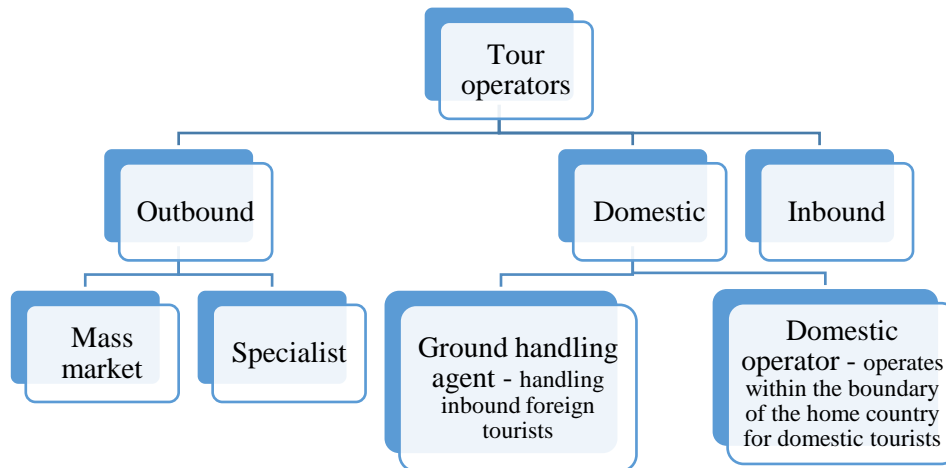 Tour
operators
Outbound
Domestic
Inbound
Mass
market
Specialist
Ground handling
agent - handling
inbound foreign
tourists
Domestic
operator - operates
within the boundary
of the home country
for domestic tourists